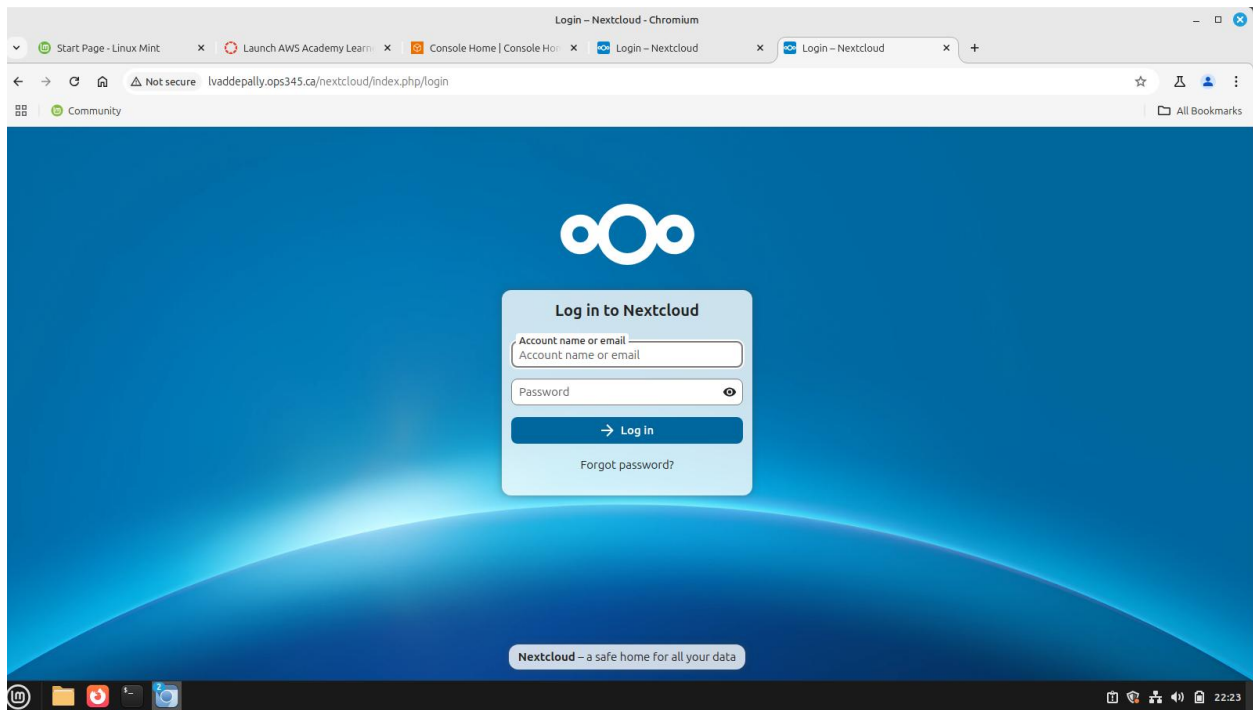 Login – Nextcloud - Chromium
Start Page - Linux Mint
Launch AWS Academy Learn
Console Home | Console Ho
Login – Nextcloud
Login – Nextcloud
Not secure lvaddepally.ops345.ca/nextcloud/index.php/login
Community
All Bookmarks
Log in to Nextcloud
Account name or email
Account name or email
Password
Log in
Forgot password?
Nextcloud – a safe home for all your data
2
22:23